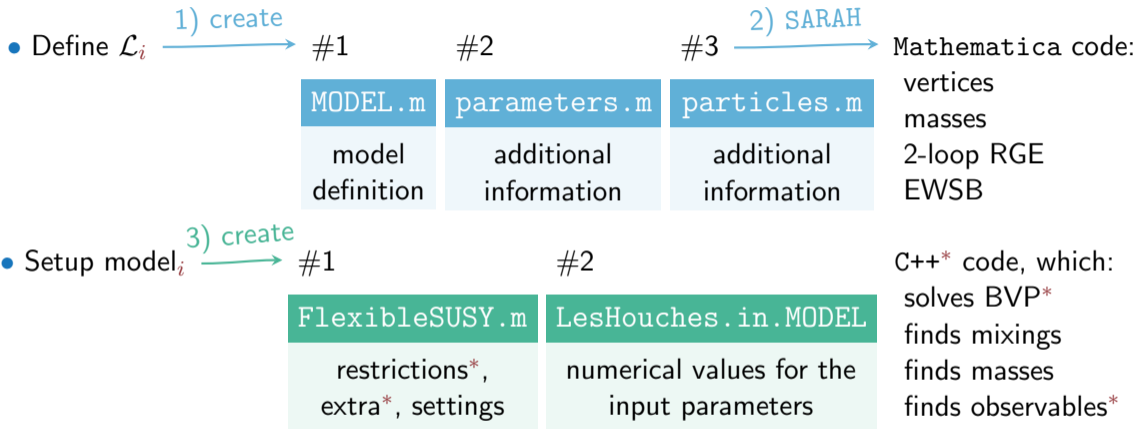 1) create
2) SARAH
• Define ℒᵢ #1 #2 #3 Mathematica code:
MODEL.m parameters.m particles.m
vertices
masses
2-loop RGE
EWSB
model definition
additional information
additional information
3) create
• Setup modelᵢ #1 #2 C++* code, which:
FlexibleSUSY.m LesHouches.in.MODEL
solves BVP*
finds mixings
finds masses
finds observables*
restrictions*,
extra*, settings
numerical values for the
input parameters